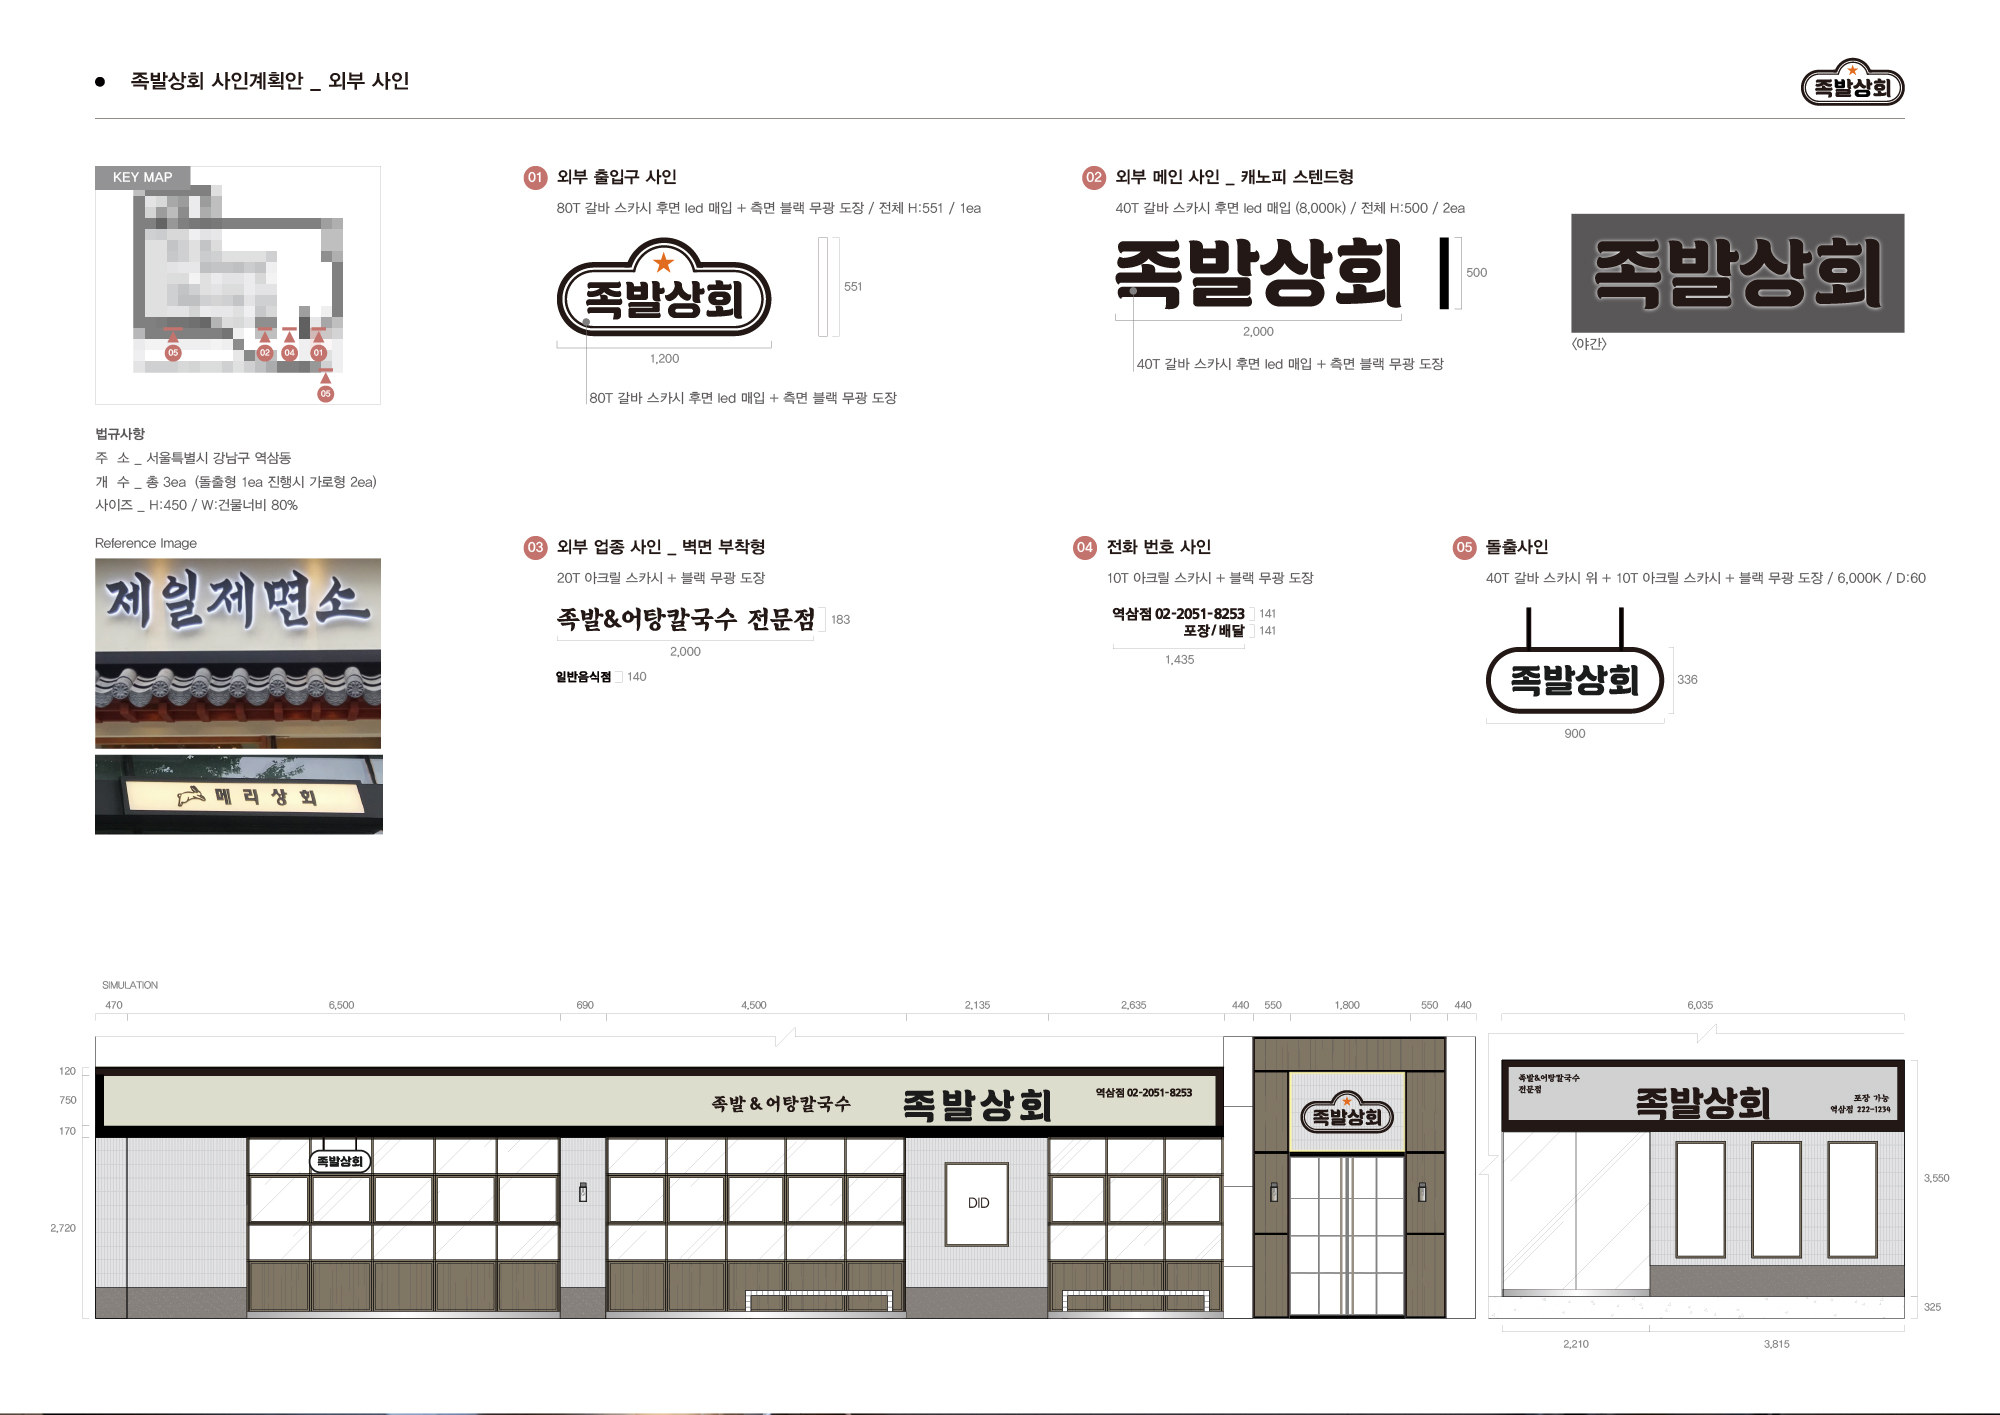 족발상회 사인계획안 _ 외부 사인
족발상회
KEY MAP
05
02
04
01
05
법규사항
주 소 _ 서울특별시 강남구 역삼동
개 수 _ 총 3ea (돌출형 1ea 진행시 가로형 2ea)
사이즈 _ H:450 / W:건물너비 80%
Reference Image
제일제면소
메리상회
01 외부 출입구 사인
80T 갈바 스카시 후면 led 매입 + 측면 블랙 무광 도장 / 전체 H:551 / 1ea
족발상회
551
1,200
80T 갈바 스카시 후면 led 매입 + 측면 블랙 무광 도장
02 외부 메인 사인 _ 캐노피 스텐드형
40T 갈바 스카시 후면 led 매입 (8,000k) / 전체 H:500 / 2ea
족발상회
500
2,000
40T 갈바 스카시 후면 led 매입 + 측면 블랙 무광 도장
족발상회
〈야간〉
03 외부 업종 사인 _ 벽면 부착형
20T 아크릴 스카시 + 블랙 무광 도장
족발&어탕칼국수 전문점
183
2,000
일반음식점
140
04 전화 번호 사인
10T 아크릴 스카시 + 블랙 무광 도장
역삼점 02-2051-8253
141
포장/배달
141
1,435
05 돌출사인
40T 갈바 스카시 위 + 10T 아크릴 스카시 + 블랙 무광 도장 / 6,000K / D:60
족발상회
336
900
SIMULATION
470 6,500 690 4,500 2,135 2,635 440 550 1,800 550 440 6,035
120
750
170
2,720
족발&어탕칼국수
족발상회
역삼점 02-2051-8253
족발상회
DID
족발상회
족발&어탕칼국수
전문점
족발상회
포장 가능
역삼점 222-1234
3,550
325
2,210 3,815